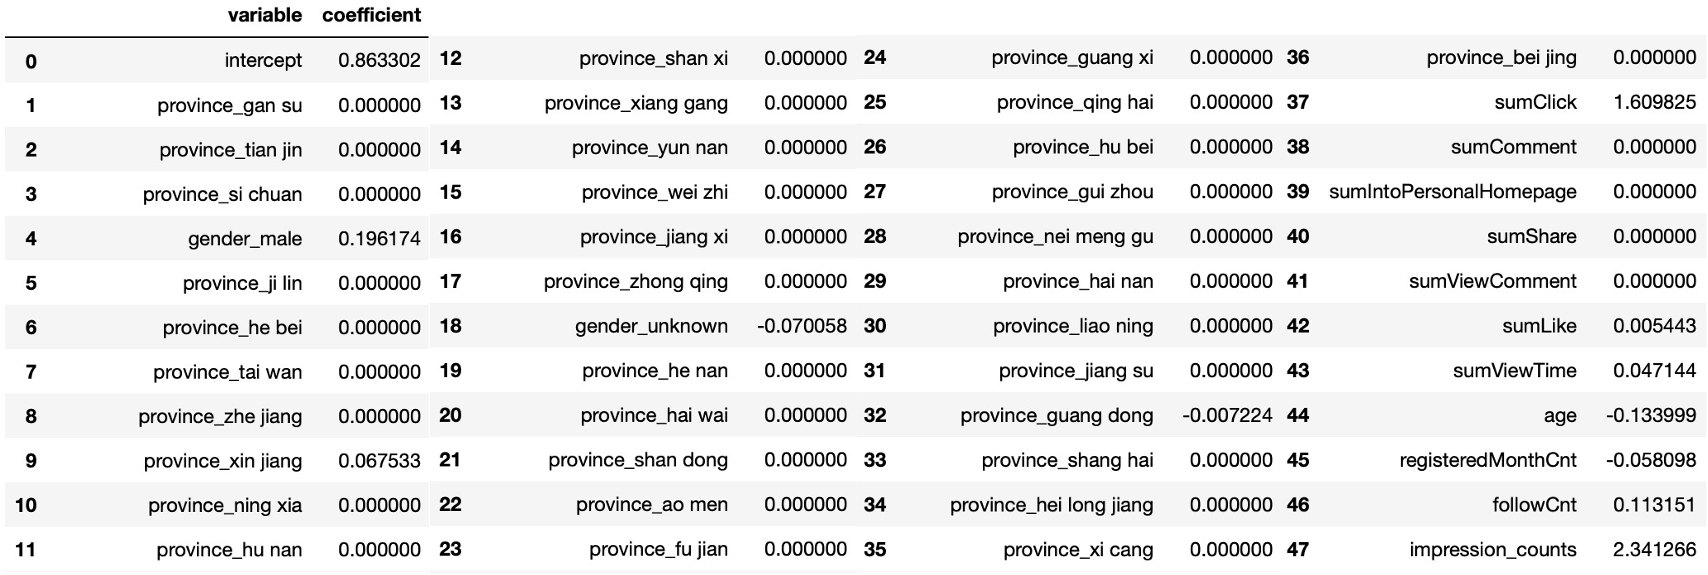 variable coefficient
0 intercept 0.863302 12 province_shan xi 0.000000 24 province_guang xi 0.000000 36 province_bei jing 0.000000
1 province_gan su 0.000000 13 province_xiang gang 0.000000 25 province_qing hai 0.000000 37 sumClick 1.609825
2 province_tian jin 0.000000 14 province_yun nan 0.000000 26 province_hu bei 0.000000 38 sumComment 0.000000
3 province_si chuan 0.000000 15 province_wei zhi 0.000000 27 province_gui zhou 0.000000 39 sumIntoPersonalHomepage 0.000000
4 gender_male 0.196174 16 province_jiang xi 0.000000 28 province_nei meng gu 0.000000 40 sumShare 0.000000
5 province_ji lin 0.000000 17 province_zhong qing 0.000000 29 province_hai nan 0.000000 41 sumViewComment 0.000000
6 province_he bei 0.000000 18 gender_unknown -0.070058 30 province_liao ning 0.000000 42 sumLike 0.005443
7 province_tai wan 0.000000 19 province_he nan 0.000000 31 province_jiang su 0.000000 43 sumViewTime 0.047144
8 province_zhe jiang 0.000000 20 province_hai wai 0.000000 32 province_guang dong -0.007224 44 age -0.133999
9 province_xin jiang 0.067533 21 province_shan dong 0.000000 33 province_shang hai 0.000000 45 registeredMonthCnt -0.058098
10 province_ning xia 0.000000 22 province_ao men 0.000000 34 province_hei long jiang 0.000000 46 followCnt 0.113151
11 province_hu nan 0.000000 23 province_fu jian 0.000000 35 province_xi cang 0.000000 47 impression_counts 2.341266